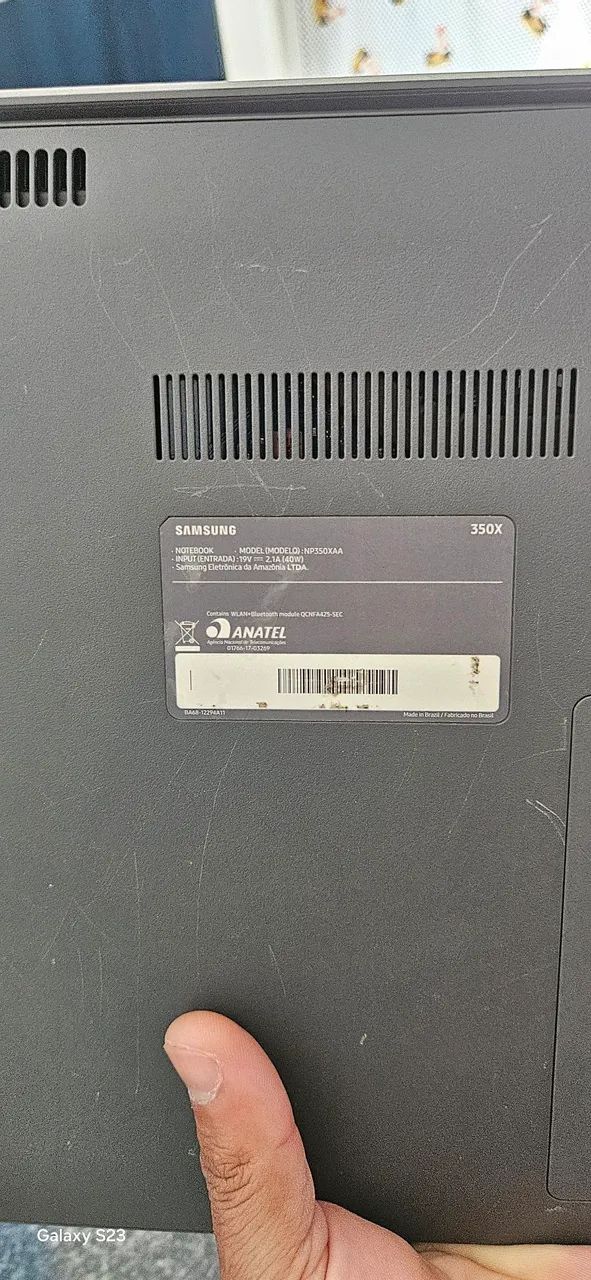 SAMSUNG 350X
· NOTEBOOK · MODEL (MODELO) : NP350XAA
· INPUT (ENTRADA) : 19V ⎓ 2.1A (40W)
· Samsung Eletrônica da Amazônia LTDA.
Contains WLAN+Bluetooth module QCNFA425-SEC
ANATEL
Agência Nacional de Telecomunicações
01766-17-03269
BA68-12294A11 Made in Brazil / Fabricado no Brasil
Galaxy S23